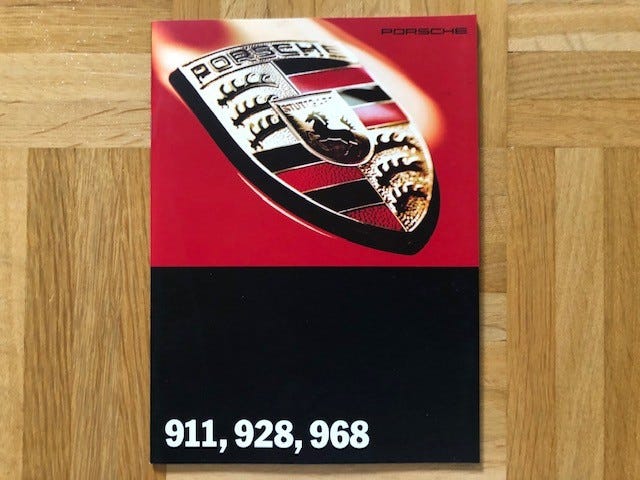 PORSCHE
PORSCHE
STUTTGART
911, 928, 968